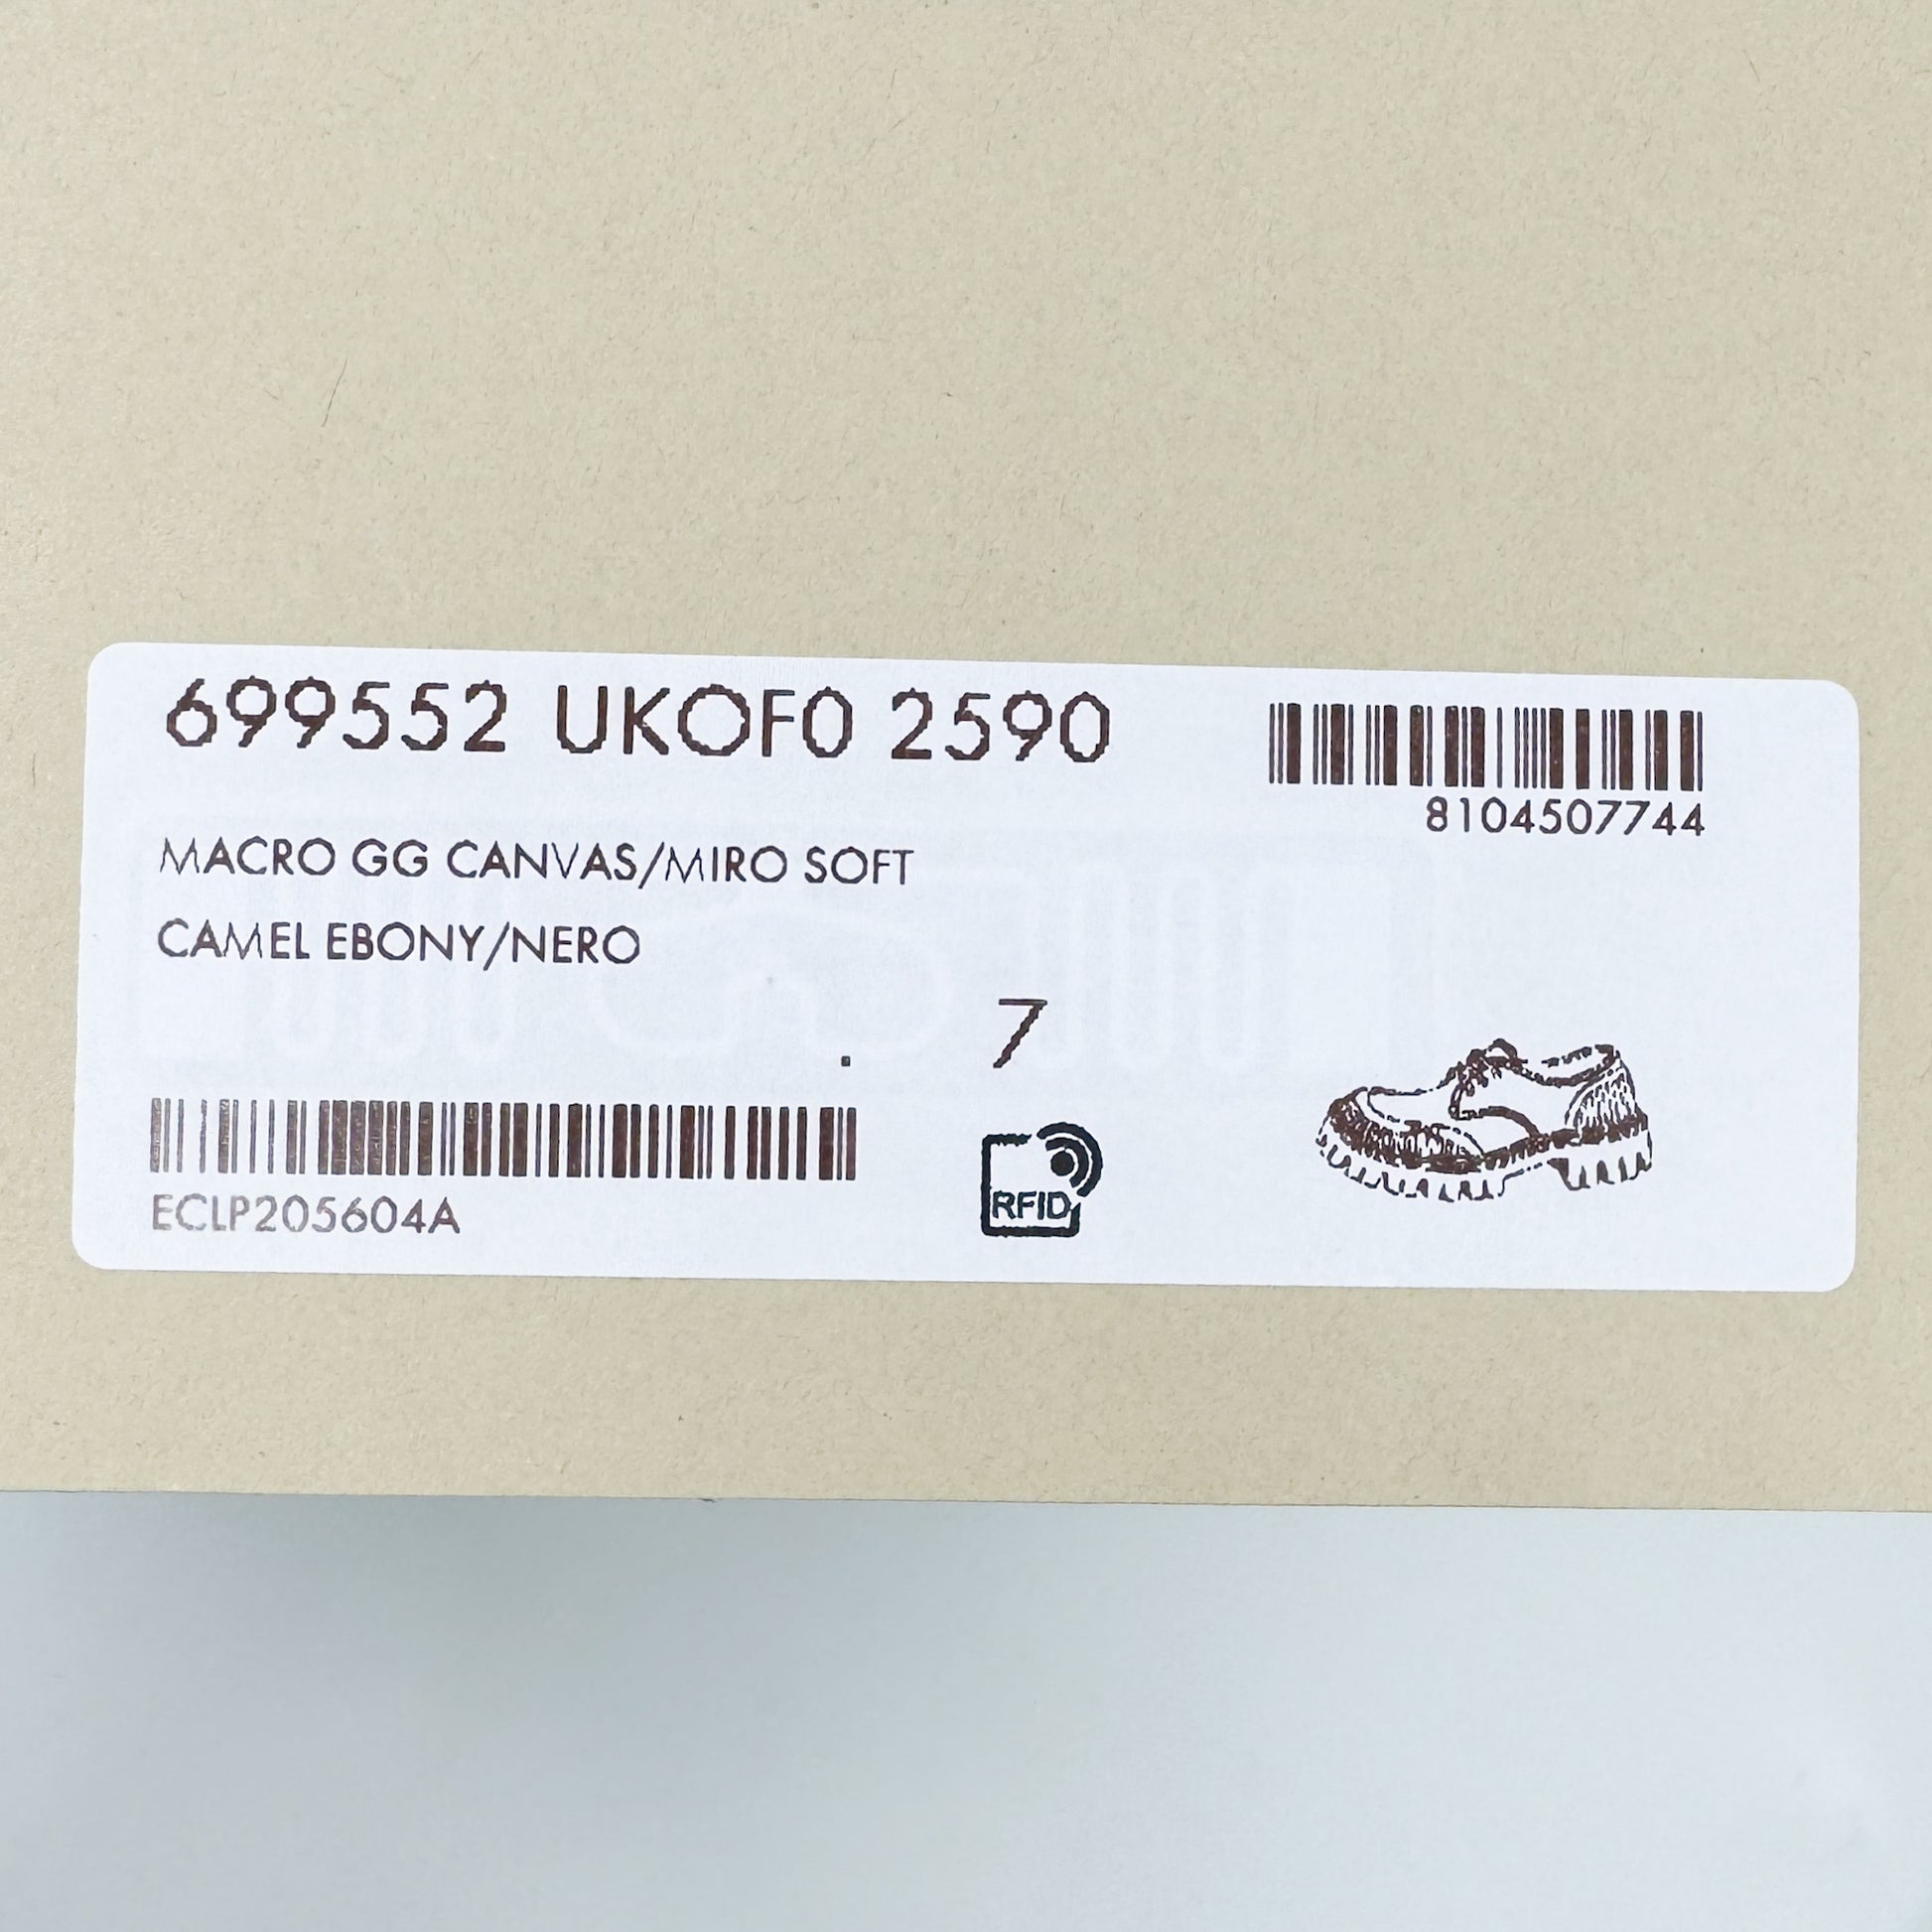 699552 UKOF0 2590
8104507744
MACRO GG CANVAS/MIRO SOFT
CAMEL EBONY/NERO
. 7
ECLP205604A
RFID